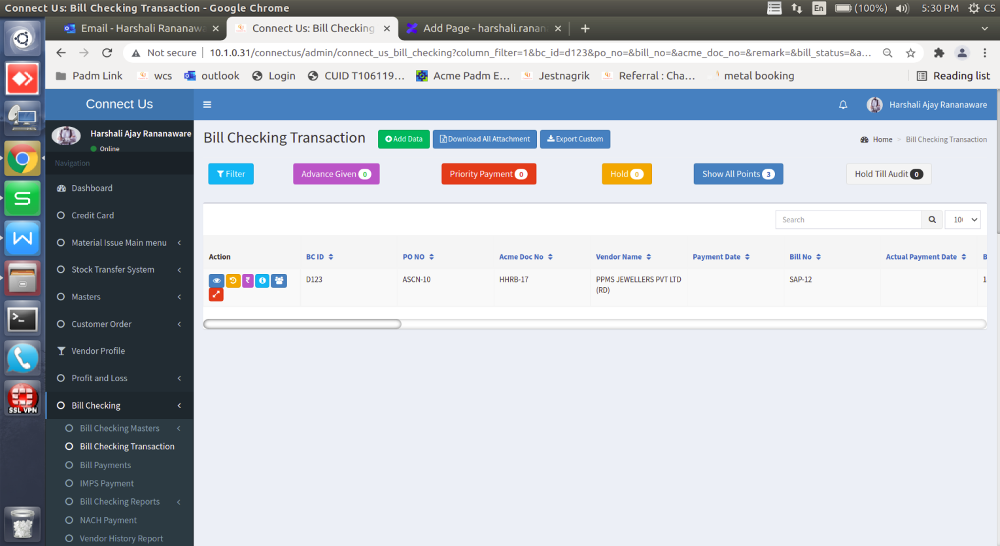 Connect Us: Bill Checking Transaction - Google Chrome
En (100%) 5:30 PM CS
Email - Harshali Rananawa
Connect Us: Bill Checking
Add Page - harshali.ranan
Not secure 10.1.0.31/connectus/admin/connect_us_bill_checking?column_filter=1&bc_id=d123&po_no=&bill_no=&acme_doc_no=&remark=&bill_status=&a...
Padm Link wcs outlook Login CUID T106119... Acme Padm E... Jestnagrik Referral : Cha... metal booking Reading list
Connect Us
Harshali Ajay Rananaware
Harshali Ajay Rananaware
Online
Navigation
Dashboard
Credit Card
Material Issue Main menu
Stock Transfer System
Masters
Customer Order
Vendor Profile
Profit and Loss
Bill Checking
Bill Checking Masters
Bill Checking Transaction
Bill Payments
IMPS Payment
Bill Checking Reports
NACH Payment
Vendor History Report
SSL VPN
Bill Checking Transaction Add Data Download All Attachment Export Custom
Home > Bill Checking Transaction
Filter Advance Given 0 Priority Payment 0 Hold 0 Show All Points 3 Hold Till Audit 0
Search 10
Action BC ID PO NO Acme Doc No Vendor Name Payment Date Bill No Actual Payment Date B
D123 ASCN-10 HHRB-17 PPMS JEWELLERS PVT LTD SAP-12 1
(RD)